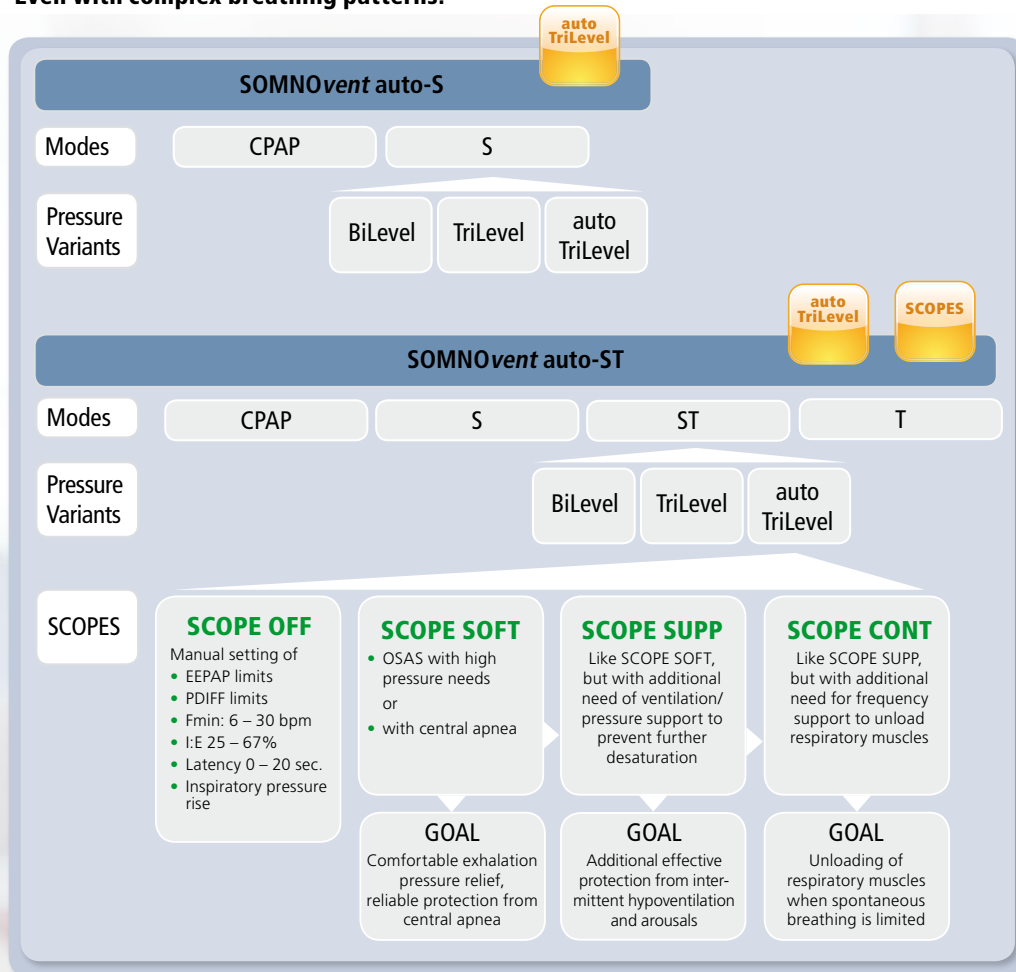 Even with complex breathing patterns.
auto
TriLevel
SOMNOvent auto-S
Modes
CPAP
S
Pressure
Variants
BiLevel
TriLevel
auto
TriLevel
auto
TriLevel
SCOPES
SOMNOvent auto-ST
Modes
CPAP
S
ST
T
Pressure
Variants
BiLevel
TriLevel
auto
TriLevel
SCOPES
SCOPE OFF
Manual setting of
• EEPAP limits
• PDIFF limits
• Fmin: 6 – 30 bpm
• I:E 25 – 67%
• Latency 0 – 20 sec.
• Inspiratory pressure
rise
SCOPE SOFT
• OSAS with high
pressure needs
or
• with central apnea
SCOPE SUPP
Like SCOPE SOFT,
but with additional
need of ventilation/
pressure support to
prevent further
desaturation
SCOPE CONT
Like SCOPE SUPP,
but with additional
need for frequency
support to unload
respiratory muscles
GOAL
Comfortable exhalation
pressure relief,
reliable protection from
central apnea
GOAL
Additional effective
protection from inter-
mittent hypoventilation
and arousals
GOAL
Unloading of
respiratory muscles
when spontaneous
breathing is limited